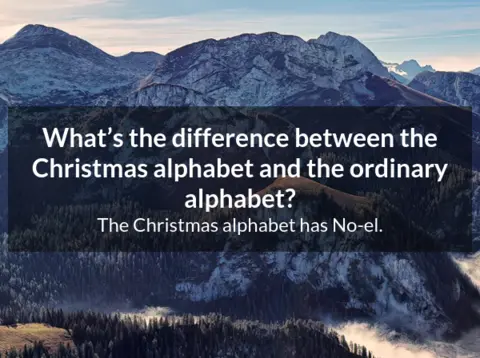 What’s the difference between the
Christmas alphabet and the ordinary
alphabet?
The Christmas alphabet has No-el.